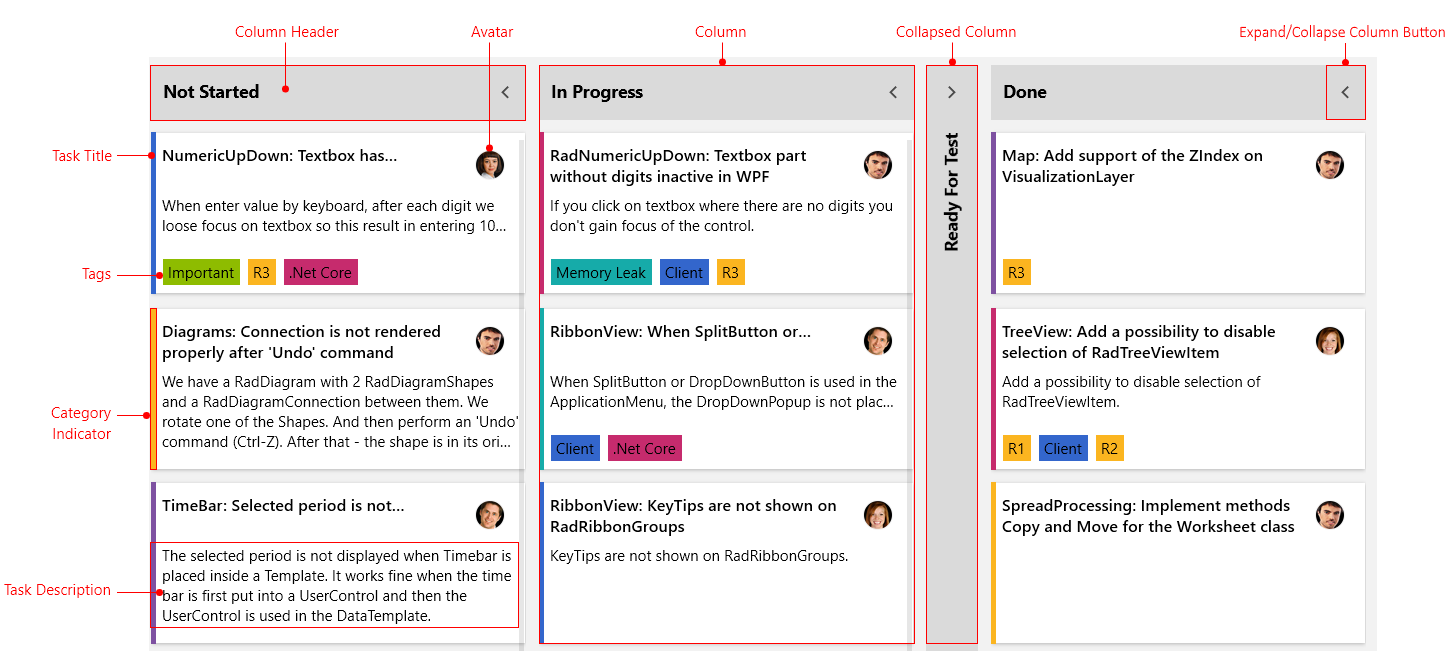 Column Header
Avatar
Column
Collapsed Column
Expand/Collapse Column Button
Not Started
In Progress
Done
Ready For Test
Task Title
Tags
Category
Indicator
Task Description
NumericUpDown: Textbox has...
When enter value by keyboard, after each digit we
loose focus on textbox so this result in entering 10...
Important
R3
.Net Core
Diagrams: Connection is not rendered
properly after 'Undo' command
We have a RadDiagram with 2 RadDiagramShapes
and a RadDiagramConnection between them. We
rotate one of the Shapes. And then perform an 'Undo'
command (Ctrl-Z). After that - the shape is in its ori...
TimeBar: Selected period is not...
The selected period is not displayed when Timebar is
placed inside a Template. It works fine when the time
bar is first put into a UserControl and then the
UserControl is used in the DataTemplate.
RadNumericUpDown: Textbox part
without digits inactive in WPF
If you click on textbox where there are no digits you
don't gain focus of the control.
Memory Leak
Client
R3
RibbonView: When SplitButton or...
When SplitButton or DropDownButton is used in the
ApplicationMenu, the DropDownPopup is not plac...
Client
.Net Core
RibbonView: KeyTips are not shown on
RadRibbonGroups
KeyTips are not shown on RadRibbonGroups.
Map: Add support of the ZIndex on
VisualizationLayer
R3
TreeView: Add a possibility to disable
selection of RadTreeViewItem
Add a possibility to disable selection of
RadTreeViewItem.
R1
Client
R2
SpreadProcessing: Implement methods
Copy and Move for the Worksheet class